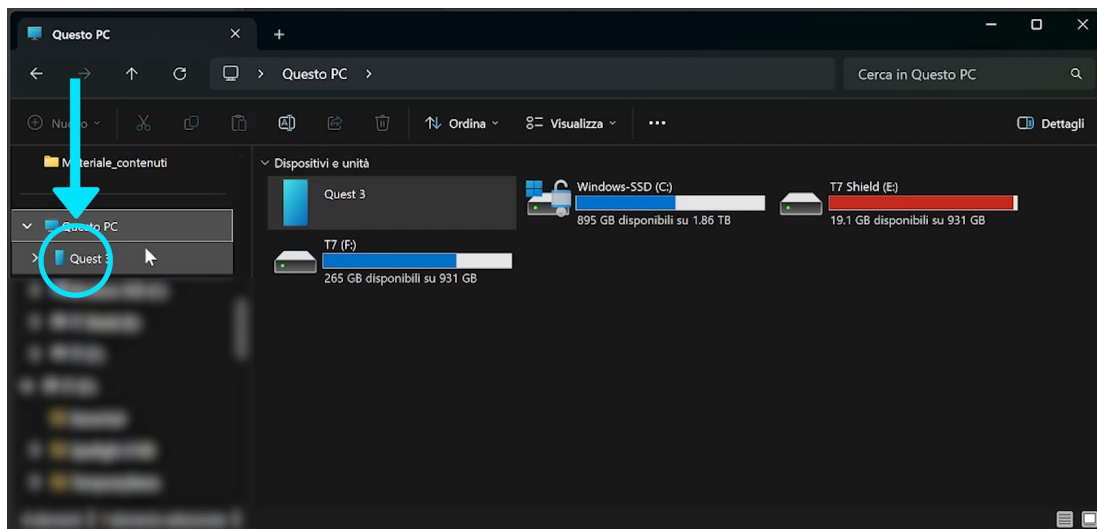 Questo PC
Questo PC
Cerca in Questo PC
Nuovo
Ordina
Visualizza
Dettagli
Materiale_contenuti
Questo PC
Quest 3
Dispositivi e unità
Quest 3
Windows-SSD (C:)
895 GB disponibili su 1.86 TB
T7 Shield (E:)
19.1 GB disponibili su 931 GB
T7 (F:)
265 GB disponibili su 931 GB